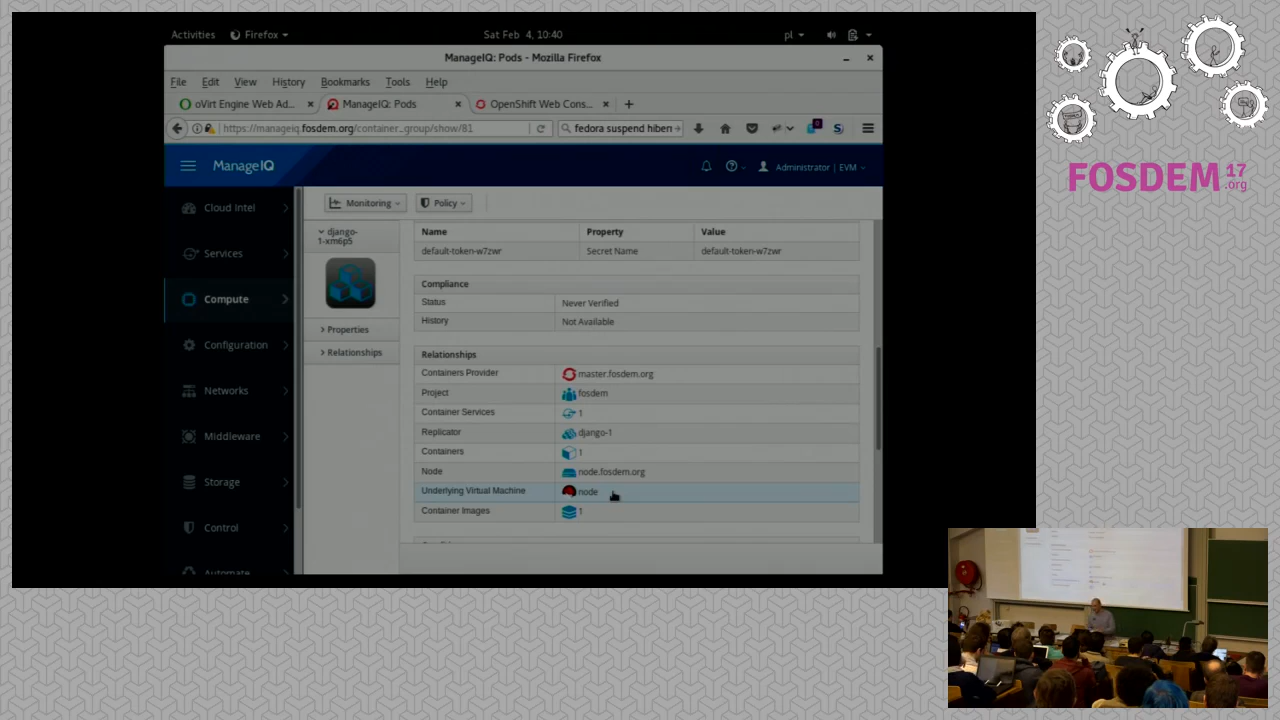 Activities Firefox Sat Feb 4, 10:40 pl
ManageIQ: Pods - Mozilla Firefox
File Edit View History Bookmarks Tools Help
oVirt Engine Web Ad... ManageIQ: Pods OpenShift Web Cons...
https://manageiq.fosdem.org/container_group/show/81 fedora suspend hibern
ManageIQ Administrator | EVM
Cloud Intel
Services
Compute
Configuration
Networks
Middleware
Storage
Control
Automate
Monitoring Policy
django-
1-xm6p5
Properties
Relationships
Name Property Value
default-token-w7zwr Secret Name default-token-w7zwr
Compliance
Status Never Verified
History Not Available
Relationships
Containers Provider master.fosdem.org
Project fosdem
Container Services 1
Replicator django-1
Containers 1
Node node.fosdem.org
Underlying Virtual Machine node
Container Images 1
FOSDEM 17
.org